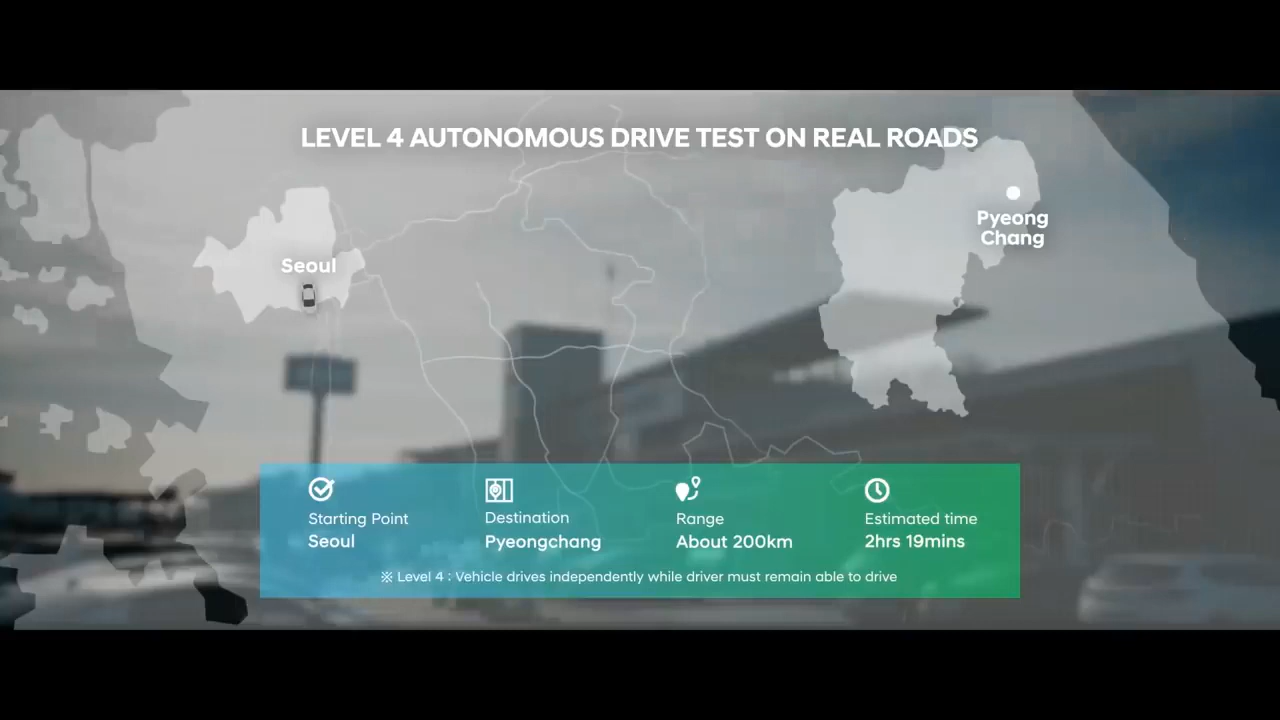 LEVEL 4 AUTONOMOUS DRIVE TEST ON REAL ROADS
Seoul
Pyeong
Chang
Starting Point
Seoul
Destination
Pyeongchang
Range
About 200km
Estimated time
2hrs 19mins
※ Level 4 : Vehicle drives independently while driver must remain able to drive